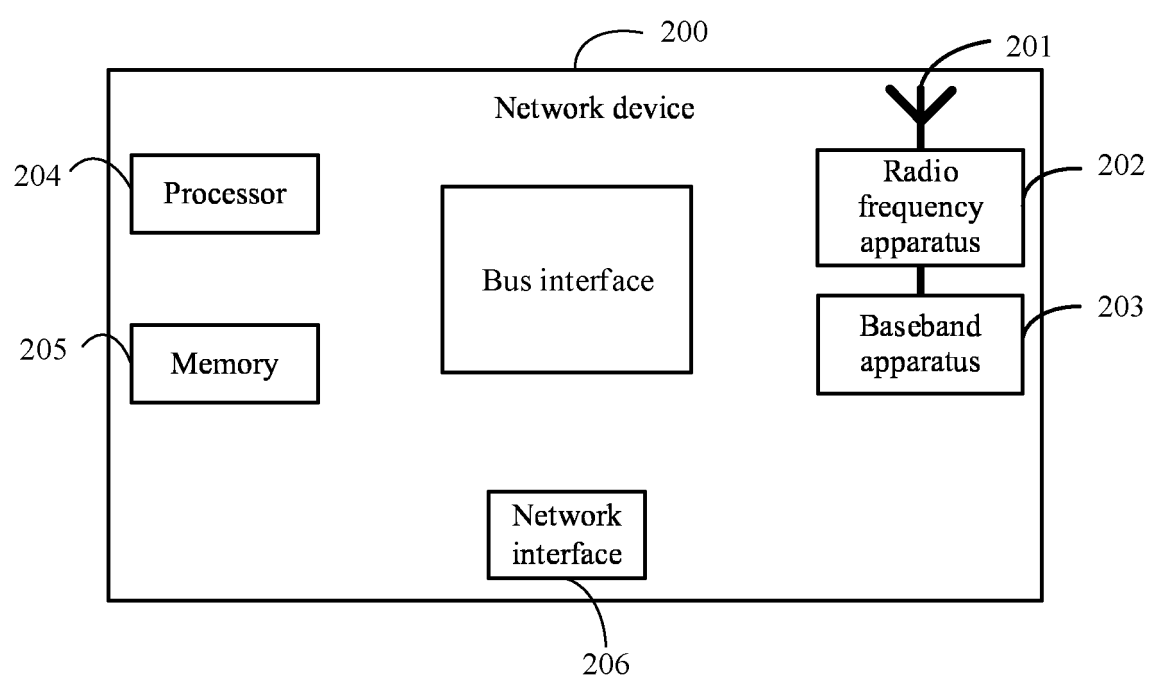 200
201
Network device
204
Processor
Radio
frequency
apparatus
202
Bus interface
205
Memory
Baseband
apparatus
203
Network
interface
206